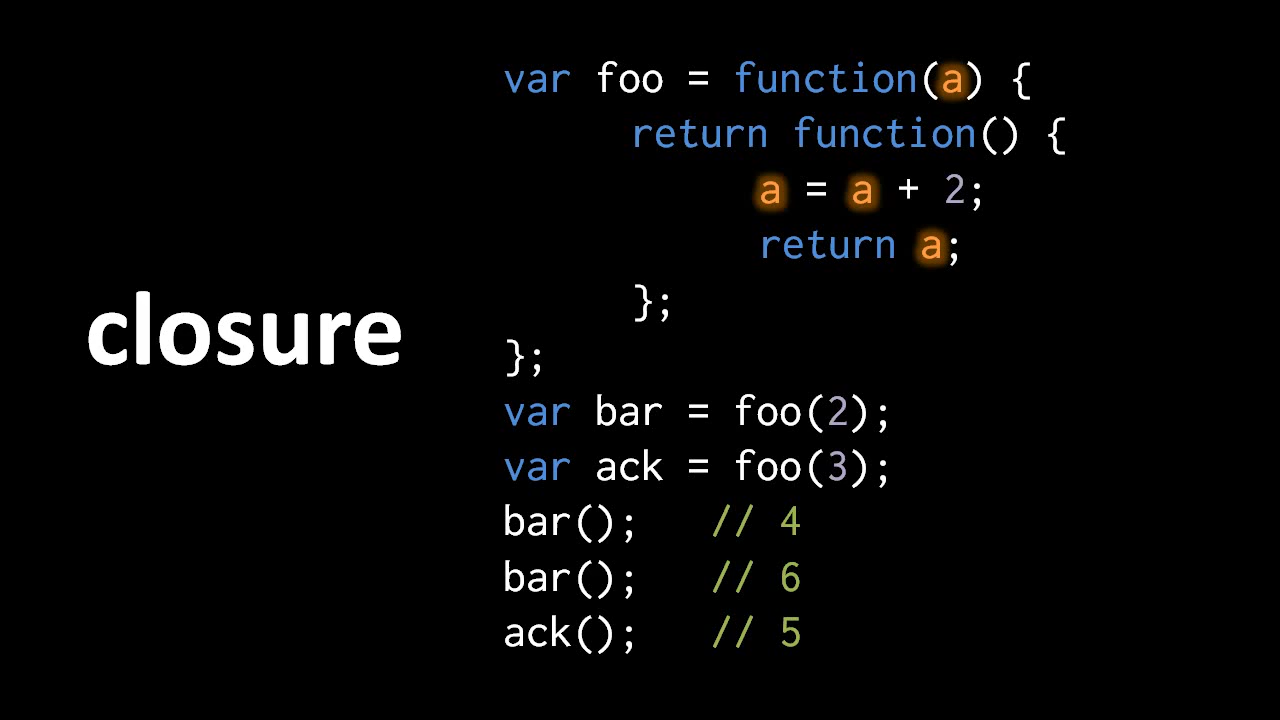 closure
var foo = function(a) {
return function() {
a = a + 2;
return a;
};
};
var bar = foo(2);
var ack = foo(3);
bar();   // 4
bar();   // 6
ack();   // 5